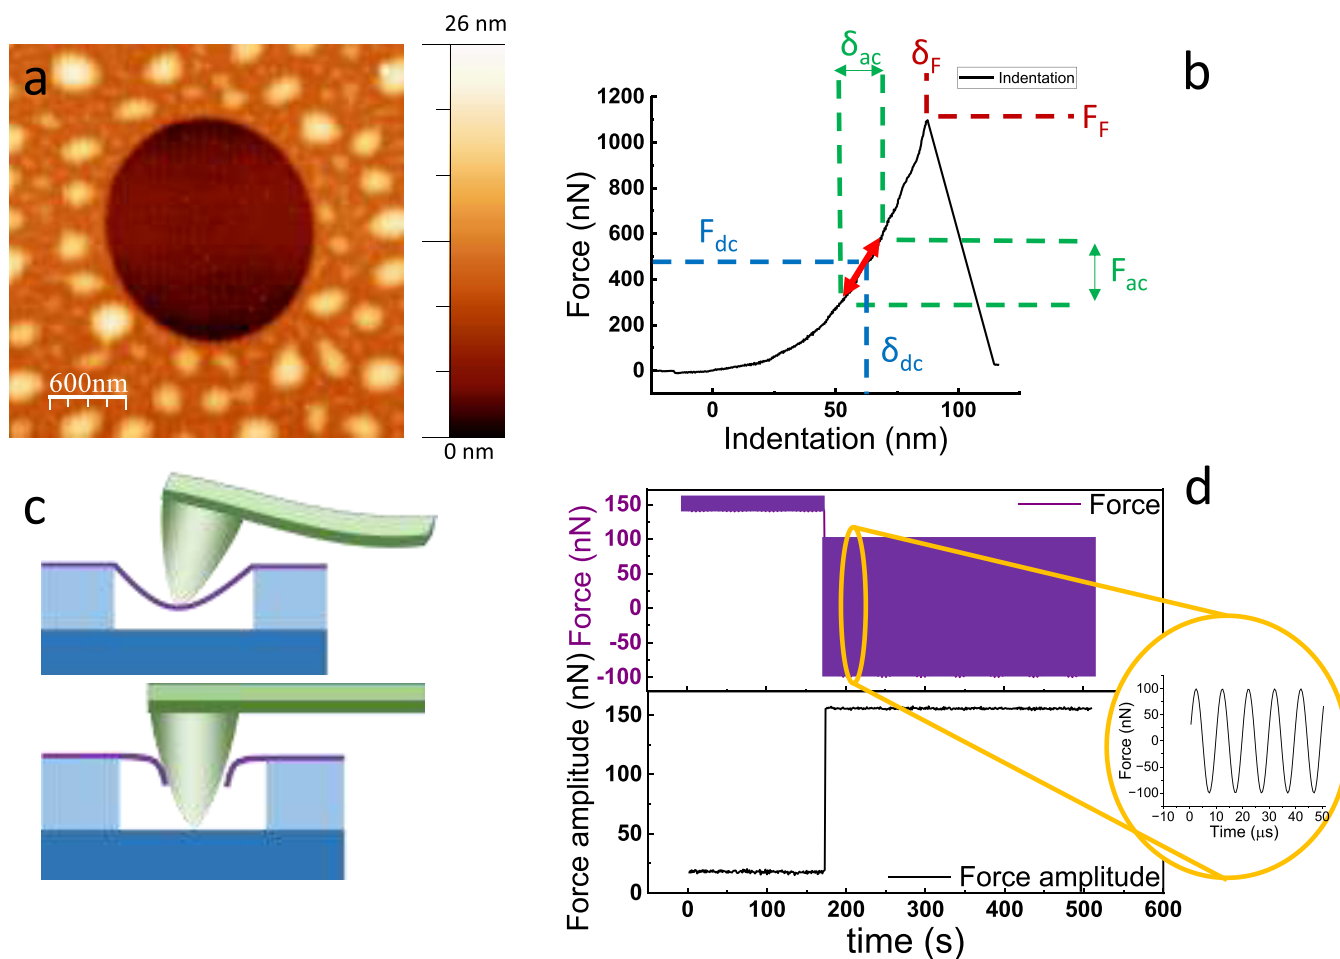 26 nm
a
600nm
0 nm
b
δac
δF
Indentation
FF
Fdc
Fac
δdc
1200
1000
800
600
400
200
0
Force (nN)
0 50 100
Indentation (nm)
c
d
Force
150
100
50
0
-50
-100
Force (nN)
150
100
50
0
Force amplitude (nN)
Force amplitude
0 100 200 300 400 500 600
time (s)
100
50
0
−50
−100
Force (nN)
−10 0 10 20 30 40 50
Time (μs)